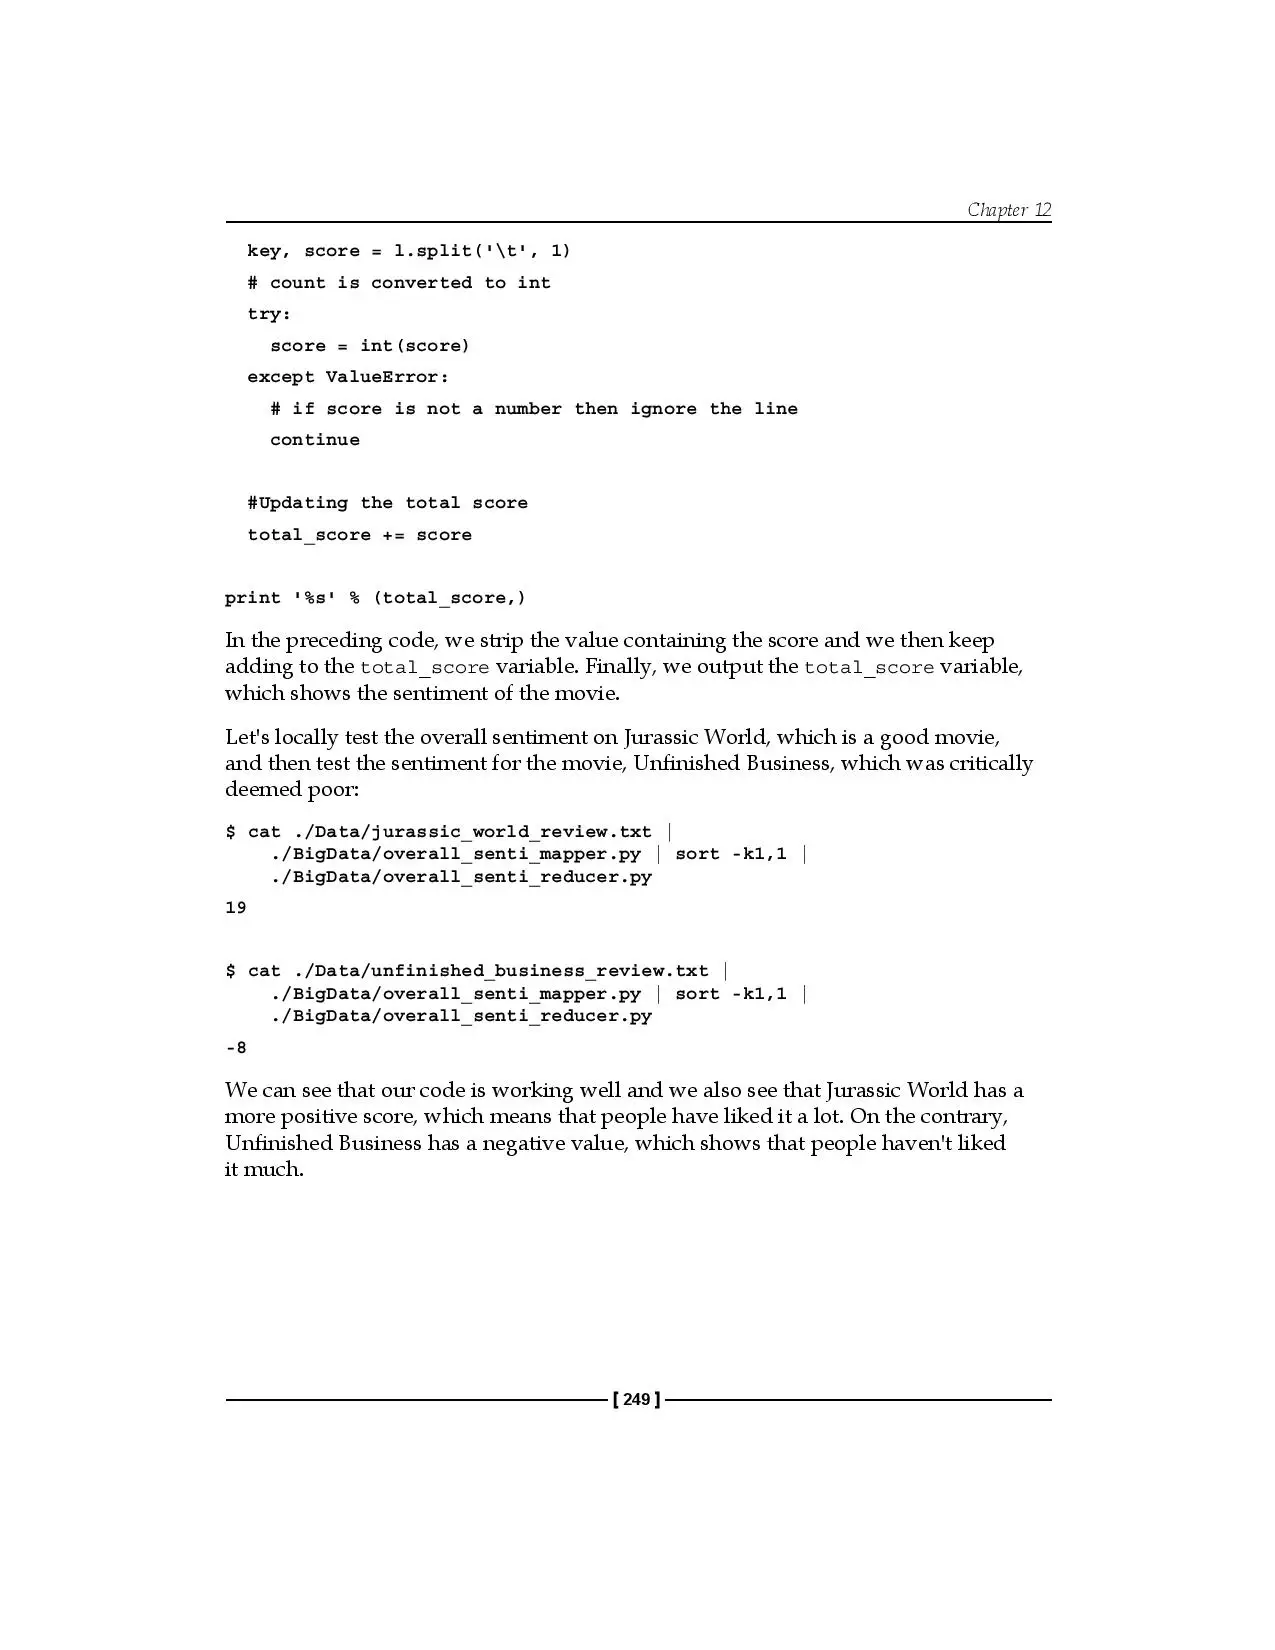 Chapter 12
key, score = l.split('\t', 1)
# count is converted to int
try:
score = int(score)
except ValueError:
# if score is not a number then ignore the line
continue
#Updating the total score
total_score += score
print '%s' % (total_score,)
In the preceding code, we strip the value containing the score and we then keep
adding to the total_score variable. Finally, we output the total_score variable,
which shows the sentiment of the movie.
Let's locally test the overall sentiment on Jurassic World, which is a good movie,
and then test the sentiment for the movie, Unfinished Business, which was critically
deemed poor:
$ cat ./Data/jurassic_world_review.txt |
./BigData/overall_senti_mapper.py | sort -k1,1 |
./BigData/overall_senti_reducer.py
19
$ cat ./Data/unfinished_business_review.txt |
./BigData/overall_senti_mapper.py | sort -k1,1 |
./BigData/overall_senti_reducer.py
-8
We can see that our code is working well and we also see that Jurassic World has a
more positive score, which means that people have liked it a lot. On the contrary,
Unfinished Business has a negative value, which shows that people haven't liked
it much.
[ 249 ]